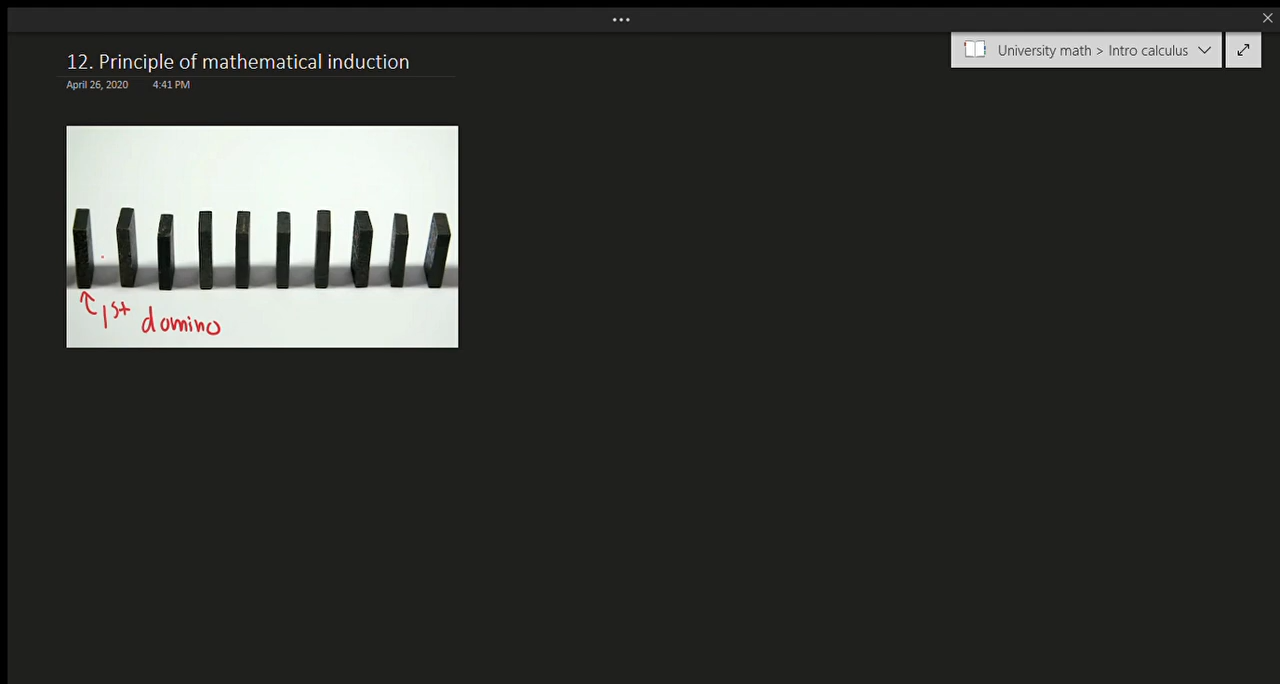 12. Principle of mathematical induction
University math > Intro calculus
April 26, 2020 4:41 PM
1st domino